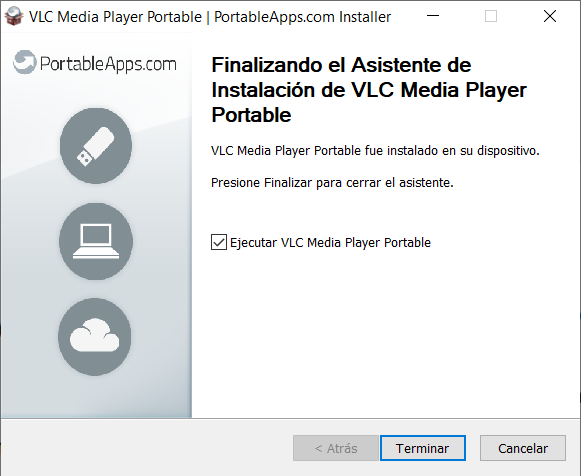 VLC Media Player Portable | PortableApps.com Installer
PortableApps.com
Finalizando el Asistente de
Instalación de VLC Media Player
Portable
VLC Media Player Portable fue instalado en su dispositivo.
Presione Finalizar para cerrar el asistente.
Ejecutar VLC Media Player Portable
< Atrás
Terminar
Cancelar